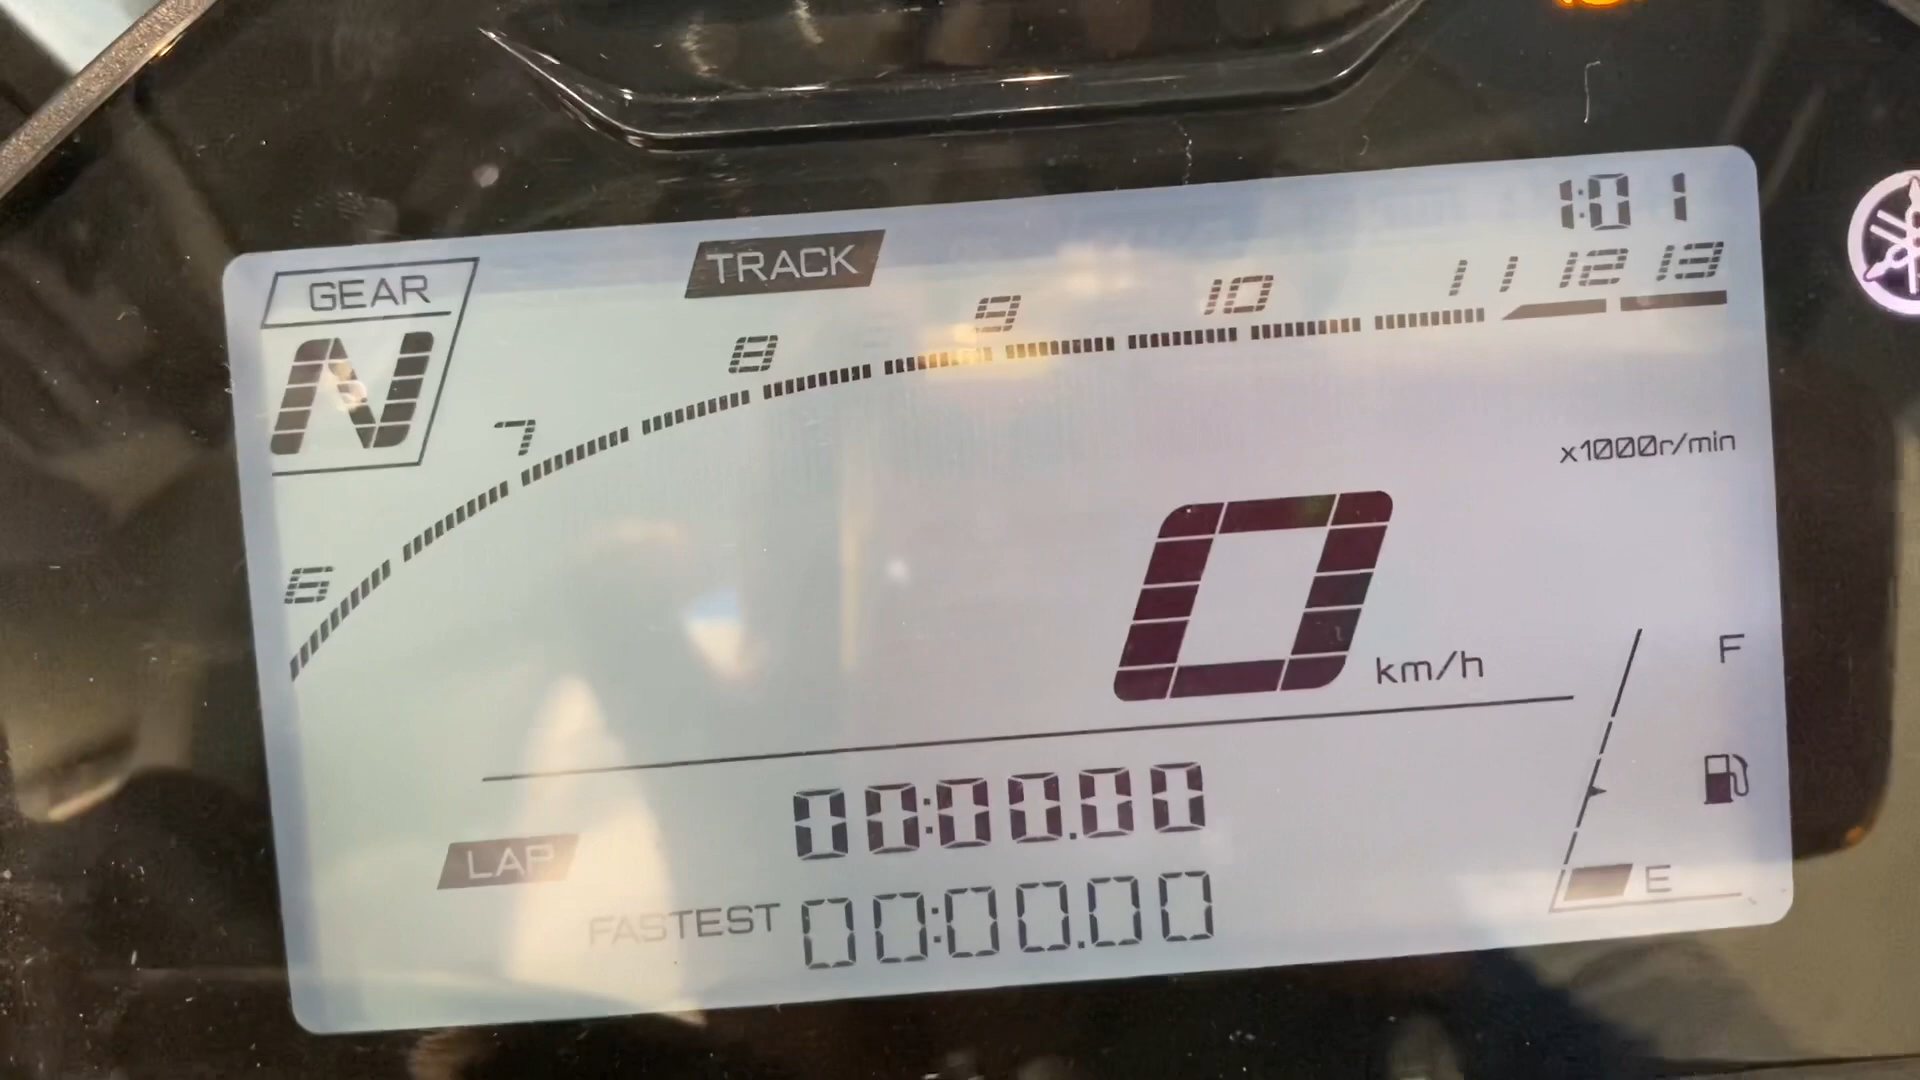 1:01
GEAR
TRACK
N
6 7 8 9 10 11 12 13
x1000r/min
0 km/h
F
00:00.00
LAP
E
FASTEST 00:00.00